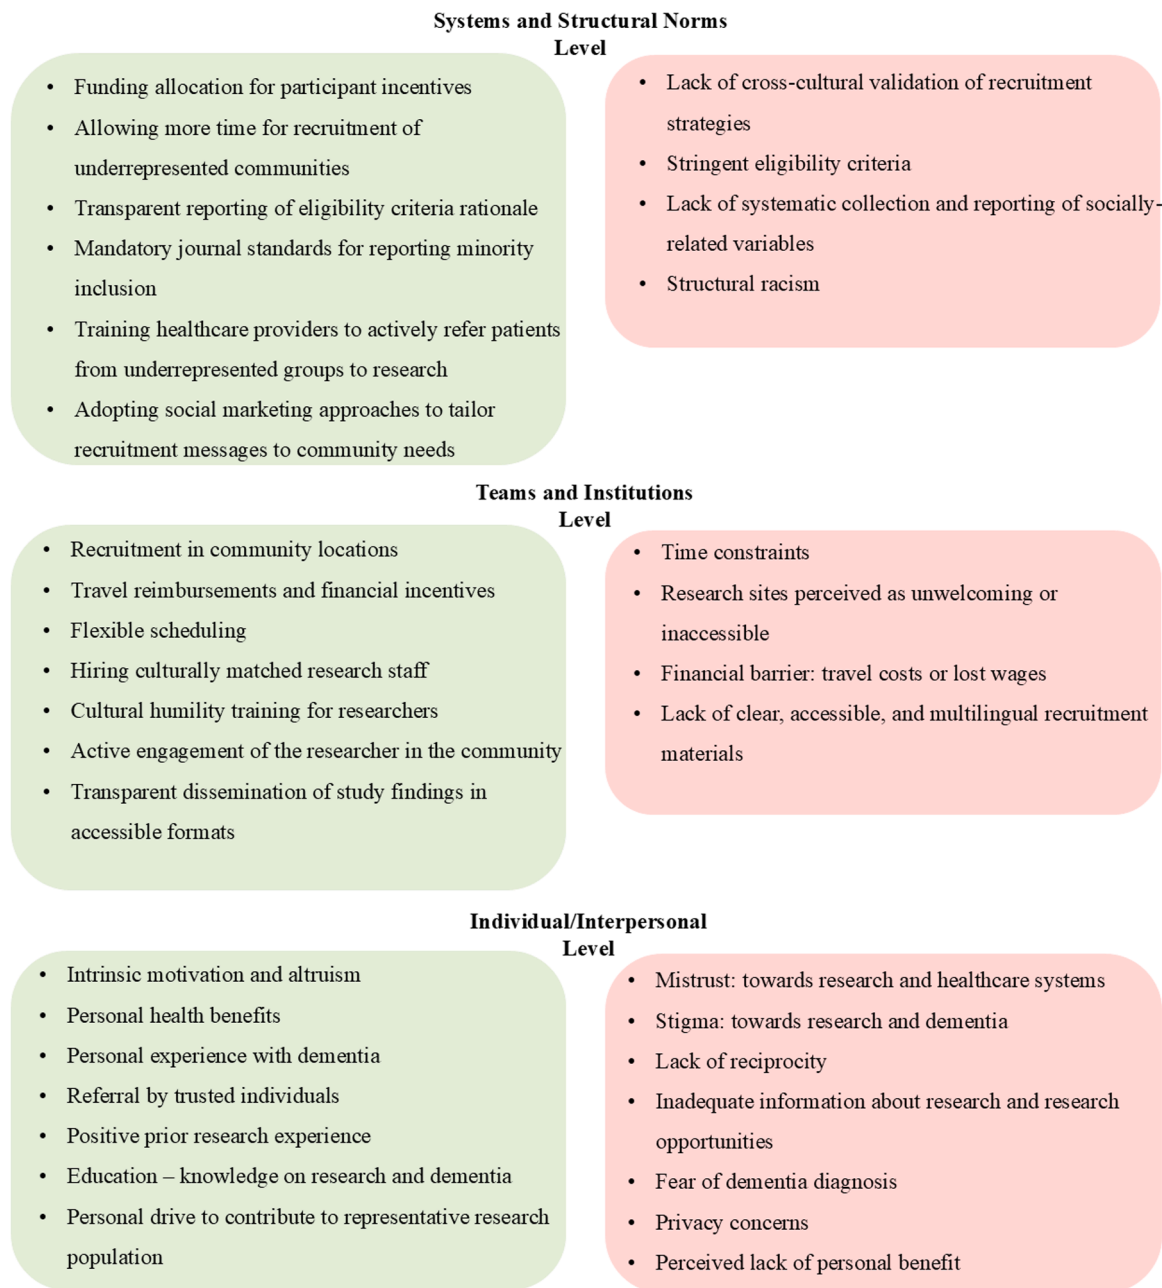 Systems and Structural Norms
Level
• Funding allocation for participant incentives
• Allowing more time for recruitment of
underrepresented communities
• Transparent reporting of eligibility criteria rationale
• Mandatory journal standards for reporting minority
inclusion
• Training healthcare providers to actively refer patients
from underrepresented groups to research
• Adopting social marketing approaches to tailor
recruitment messages to community needs
• Lack of cross-cultural validation of recruitment
strategies
• Stringent eligibility criteria
• Lack of systematic collection and reporting of socially-
related variables
• Structural racism
Teams and Institutions
Level
• Recruitment in community locations
• Travel reimbursements and financial incentives
• Flexible scheduling
• Hiring culturally matched research staff
• Cultural humility training for researchers
• Active engagement of the researcher in the community
• Transparent dissemination of study findings in
accessible formats
• Time constraints
• Research sites perceived as unwelcoming or
inaccessible
• Financial barrier: travel costs or lost wages
• Lack of clear, accessible, and multilingual recruitment
materials
Individual/Interpersonal
Level
• Intrinsic motivation and altruism
• Personal health benefits
• Personal experience with dementia
• Referral by trusted individuals
• Positive prior research experience
• Education – knowledge on research and dementia
• Personal drive to contribute to representative research
population
• Mistrust: towards research and healthcare systems
• Stigma: towards research and dementia
• Lack of reciprocity
• Inadequate information about research and research
opportunities
• Fear of dementia diagnosis
• Privacy concerns
• Perceived lack of personal benefit